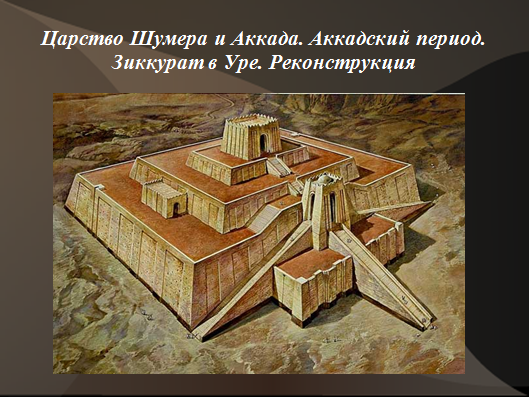 Царство Шумера и Аккада. Аккадский период.
Зиккурат в Уре. Реконструкция